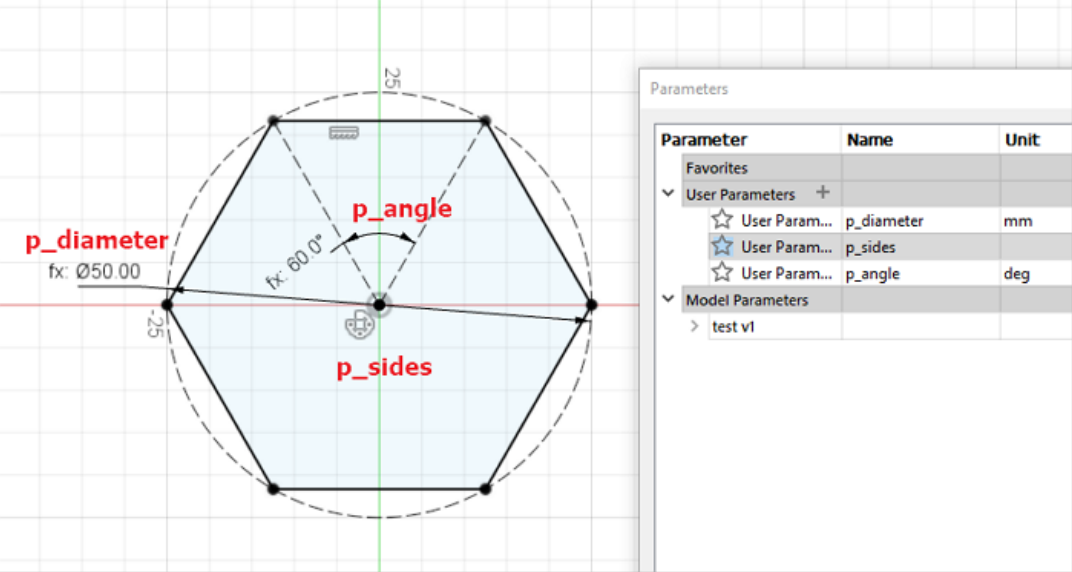 25
p_angle
p_diameter
fx: Ø50.00
fx: 60.0°
-25
p_sides
Parameters
Parameter Name Unit
Favorites
User Parameters +
User Param... p_diameter mm
User Param... p_sides
User Param... p_angle deg
Model Parameters
test v1